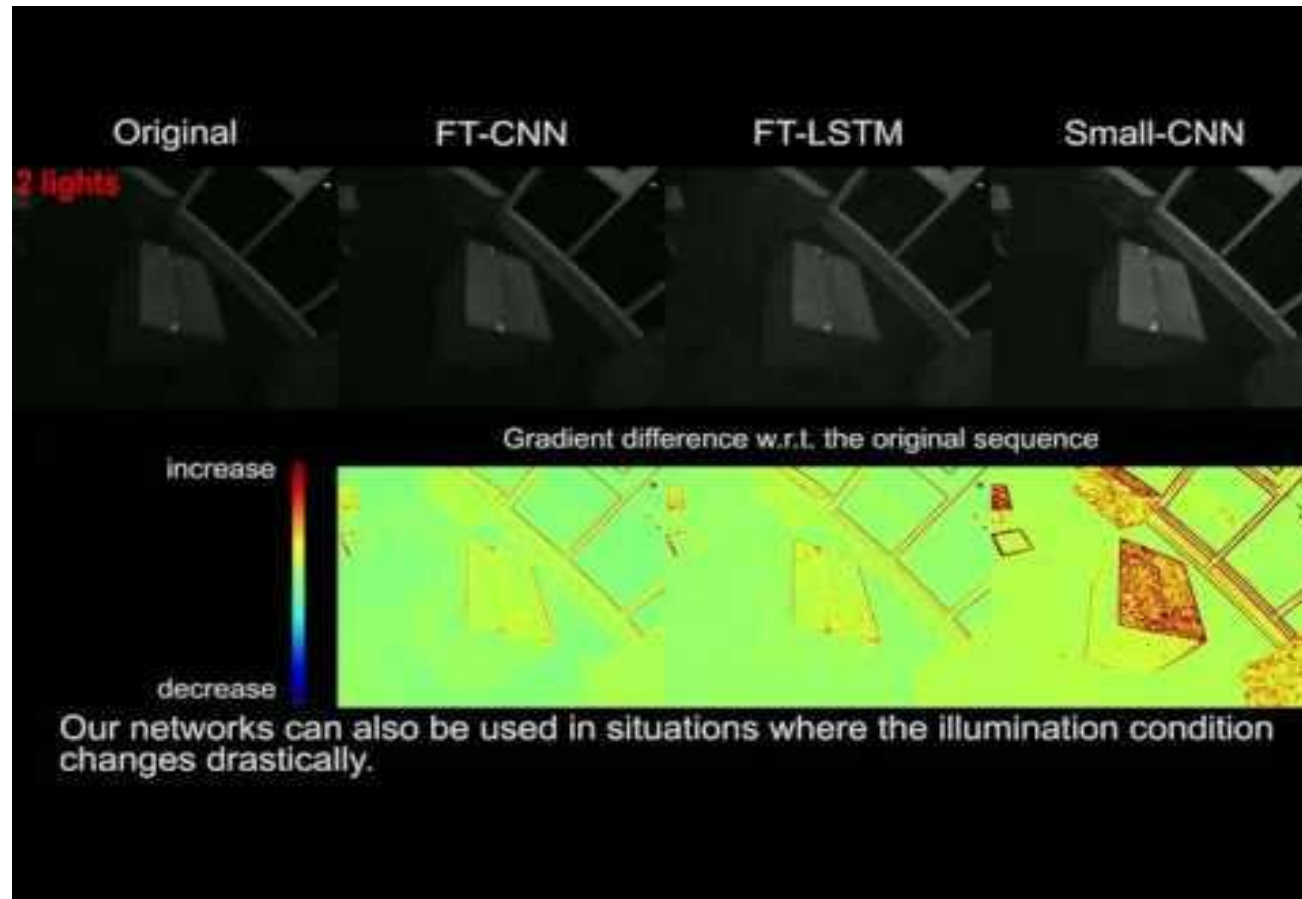 Original FT-CNN FT-LSTM Small-CNN
2 lights
Gradient difference w.r.t. the original sequence
increase
decrease
Our networks can also be used in situations where the illumination condition
changes drastically.